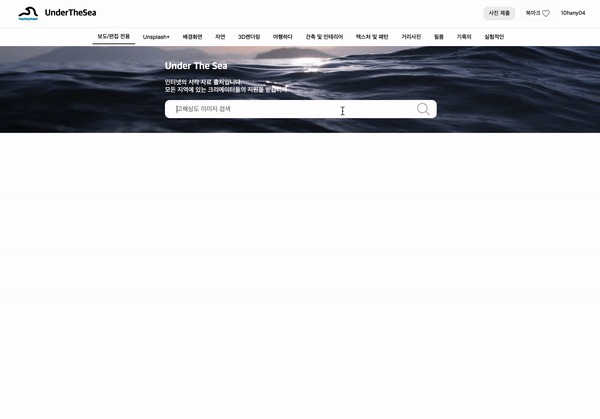 UnderTheSea
사진 제출
북마크
10hany04
보도/편집 전용
Unsplash+
배경화면
자연
3D렌더링
여행하다
건축 및 인테리어
텍스처 및 패턴
거리사진
필름
기록의
실험적인
Under The Sea
인터넷의 시각 자료 출처입니다.
모든 지역에 있는 크리에이터들의 지원을 받습니다.
고해상도 이미지 검색